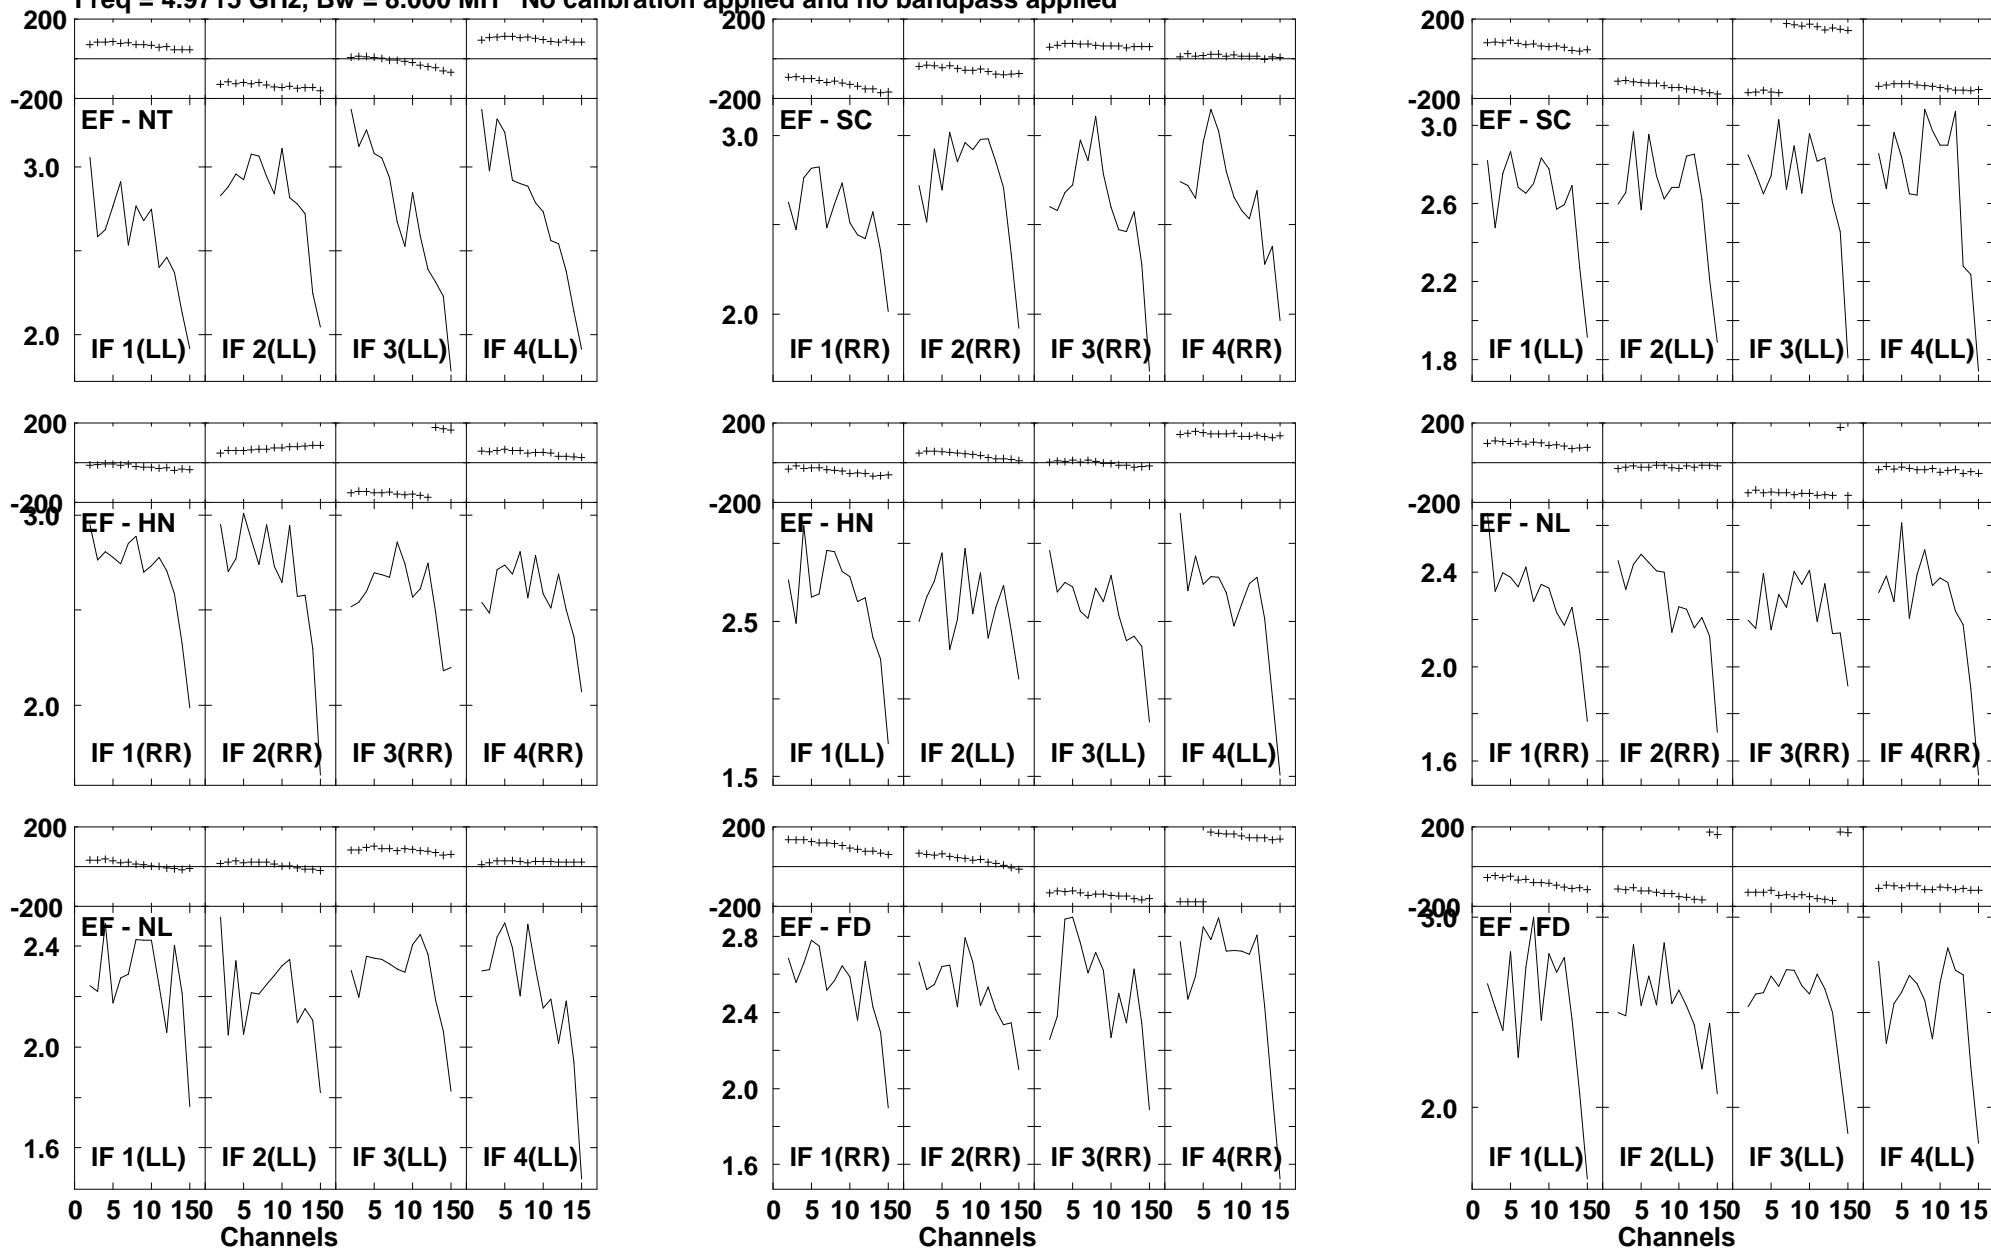 Freq = 4.9715 GHz, Bw = 8.000 MH No calibration applied and no bandpass applied
200 200
-200 -200 -200
EF - NT EF - SC EF - SC
3.0 3.0 3.0
2.6
2.0 2.0 2.2
1.8
IF 1(LL) IF 2(LL) IF 3(LL) IF 4(LL) IF 1(RR) IF 2(RR) IF 3(RR) IF 4(RR) IF 1(LL) IF 2(LL) IF 3(LL) IF 4(LL)
200
-200 -200 -200
3.0
EF - HN EF - HN EF - NL
2.5 2.4
2.0 2.0
1.5 1.6
IF 1(RR) IF 2(RR) IF 3(RR) IF 4(RR) IF 1(LL) IF 2(LL) IF 3(LL) IF 4(LL) IF 1(RR) IF 2(RR) IF 3(RR) IF 4(RR)
200 200 200
-200 -200 -200
3.0
EF - NL EF - FD EF - FD
2.4 2.8
2.4
2.0 2.0 2.0
1.6 1.6
IF 1(LL) IF 2(LL) IF 3(LL) IF 4(LL) IF 1(RR) IF 2(RR) IF 3(RR) IF 4(RR) IF 1(LL) IF 2(LL) IF 3(LL) IF 4(LL)
0 5 10 150 5 10 150 5 10 150 5 10 15 0 5 10 150 5 10 150 5 10 150 5 10 15 0 5 10 150 5 10 150 5 10 150 5 10 15
Channels Channels Channels